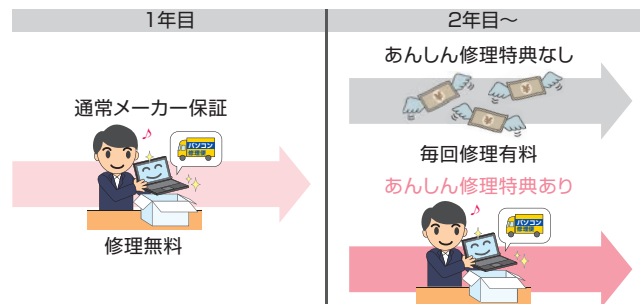 1年目
通常メーカー保証
パソコン
修理便
修理無料
2年目～
あんしん修理特典なし
¥
¥
¥
毎回修理有料
あんしん修理特典あり
パソコン
修理便